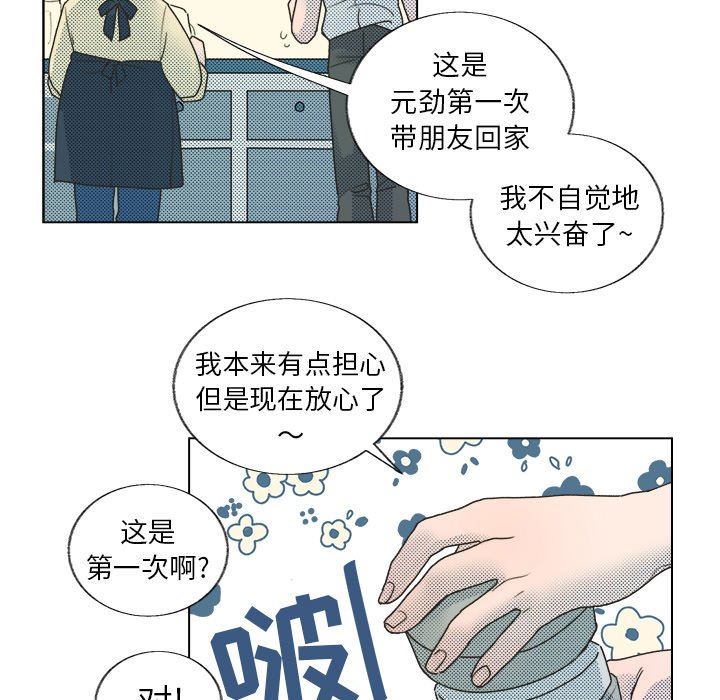 这是
元劲第一次
带朋友回家
我不自觉地
太兴奋了~
我本来有点担心
但是现在放心了
～
这是
第一次啊?
啵
对!